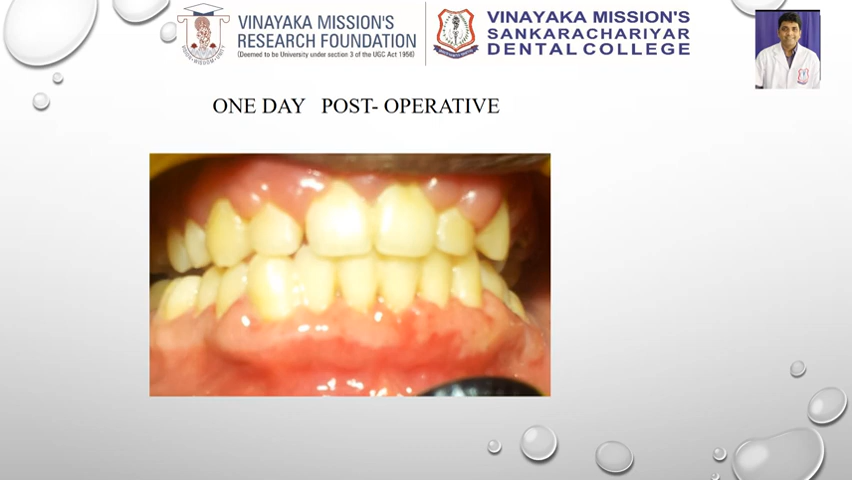 VINAYAKA MISSION'S
RESEARCH FOUNDATION
(Deemed to be University under section 3 of the UGC Act 1956)
VINAYAKA MISSION'S
SANKARACHARIYAR
DENTAL COLLEGE
ONE DAY POST- OPERATIVE